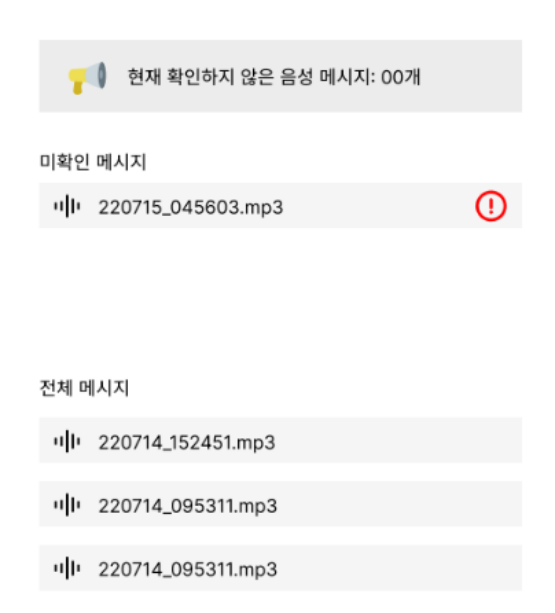 현재 확인하지 않은 음성 메시지: 00개
미확인 메시지
220715_045603.mp3
전체 메시지
220714_152451.mp3
220714_095311.mp3
220714_095311.mp3